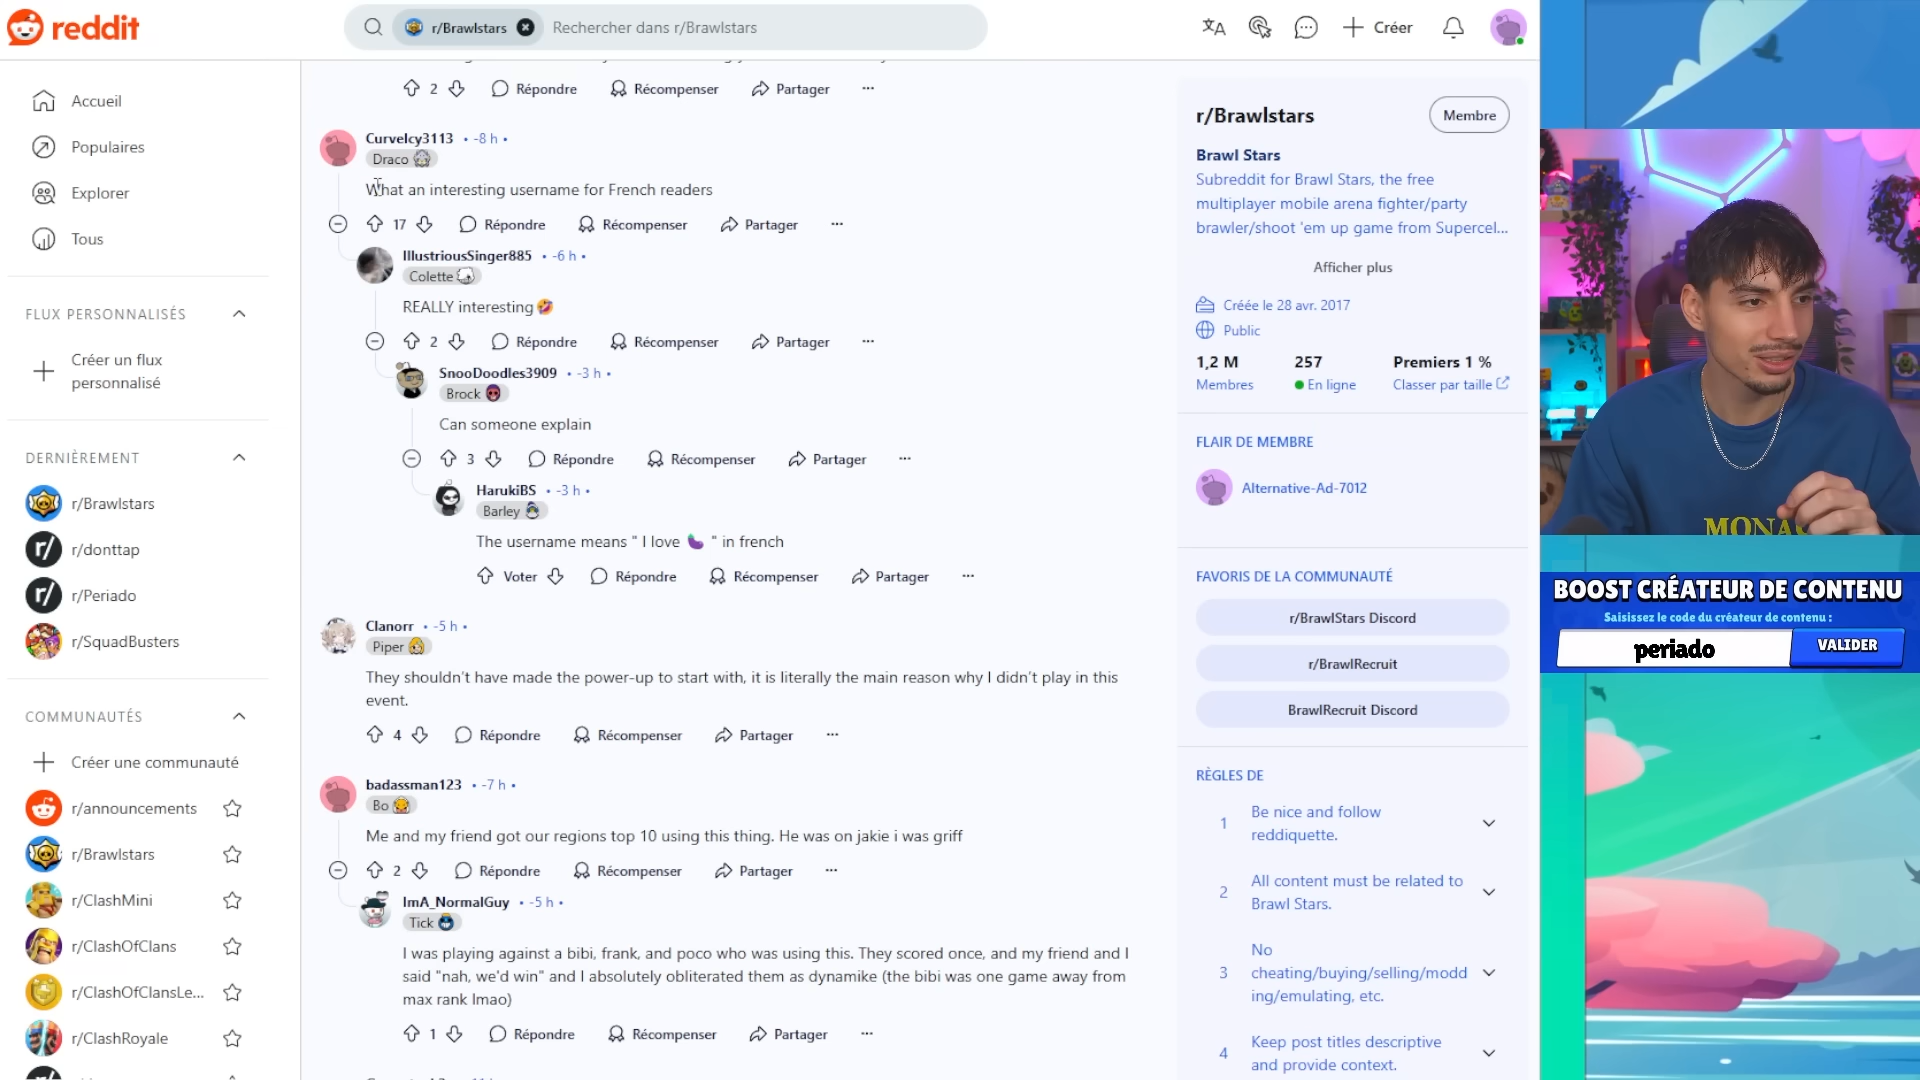 reddit
r/Brawlstars
Rechercher dans r/Brawlstars
Créer
Accueil
Populaires
Explorer
Tous
FLUX PERSONNALISÉS
Créer un flux
personnalisé
DERNIÈREMENT
r/Brawlstars
r/donttap
r/Periado
r/SquadBusters
COMMUNAUTÉS
Créer une communauté
r/announcements
r/Brawlstars
r/ClashMini
r/ClashOfClans
r/ClashOfClansLe...
r/ClashRoyale
2 Répondre Récompenser Partager ...
Curvelcy3113 • -8 h •
Draco
What an interesting username for French readers
17 Répondre Récompenser Partager ...
IllustriousSinger885 • -6 h •
Colette
REALLY interesting 🤣
2 Répondre Récompenser Partager ...
SnooDoodles3909 • -3 h •
Brock
Can someone explain
3 Répondre Récompenser Partager ...
HarukiBS • -3 h •
Barley
The username means " I love 🍆 " in french
Voter Répondre Récompenser Partager ...
Clanorr • -5 h •
Piper
They shouldn't have made the power-up to start with, it is literally the main reason why I didn't play in this
event.
4 Répondre Récompenser Partager ...
badassman123 • -7 h •
Bo
Me and my friend got our regions top 10 using this thing. He was on jakie i was griff
2 Répondre Récompenser Partager ...
ImA_NormalGuy • -5 h •
Tick
I was playing against a bibi, frank, and poco who was using this. They scored once, and my friend and I
said "nah, we'd win" and I absolutely obliterated them as dynamike (the bibi was one game away from
max rank lmao)
1 Répondre Récompenser Partager ...
r/Brawlstars
Membre
Brawl Stars
Subreddit for Brawl Stars, the free
multiplayer mobile arena fighter/party
brawler/shoot 'em up game from Supercel...
Afficher plus
Créée le 28 avr. 2017
Public
1,2 M 257 Premiers 1 %
Membres En ligne Classer par taille
FLAIR DE MEMBRE
Alternative-Ad-7012
FAVORIS DE LA COMMUNAUTÉ
r/BrawlStars Discord
r/BrawlRecruit
BrawlRecruit Discord
RÈGLES DE
1 Be nice and follow
reddiquette.
2 All content must be related to
Brawl Stars.
3 No
cheating/buying/selling/modd
ing/emulating, etc.
4 Keep post titles descriptive
and provide context.
MONA
BOOST CRÉATEUR DE CONTENU
Saisissez le code du créateur de contenu :
periado
VALIDER